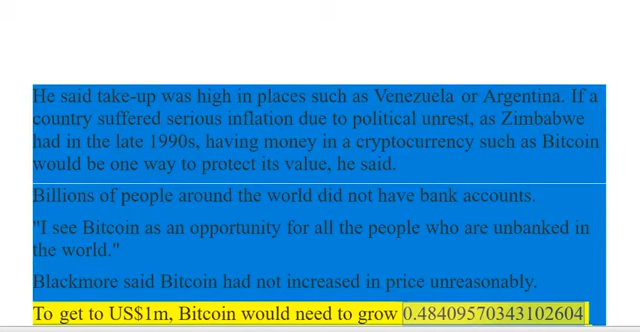 He said take-up was high in places such as Venezuela or Argentina. If a
country suffered serious inflation due to political unrest, as Zimbabwe
had in the late 1990s, having money in a cryptocurrency such as Bitcoin
would be one way to protect its value, he said.
Billions of people around the world did not have bank accounts.
"I see Bitcoin as an opportunity for all the people who are unbanked in
the world."
Blackmore said Bitcoin had not increased in price unreasonably.
To get to US$1m, Bitcoin would need to grow 0.48409570343102604